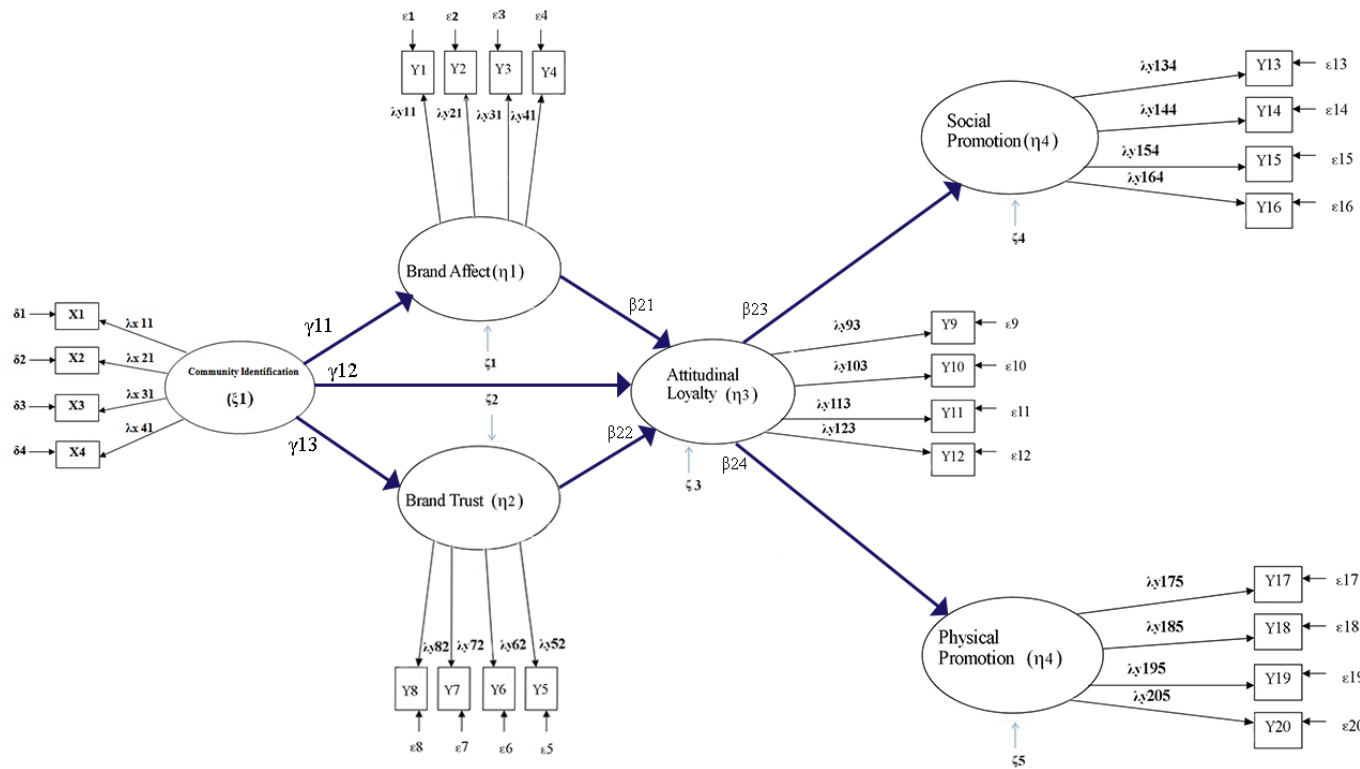 ε1 ε2 ε3 ε4
Y1 Y2 Y3 Y4
λy11 λy21 λy31 λy41
Brand Affect (η1)
ζ1
δ1 X1 λx 11
δ2 X2 λx 21
δ3 X3 λx 31
δ4 X4 λx 41
Community Identification
(ξ1)
γ11
γ12
γ13
ζ2
Brand Trust (η2)
λy82 λy72 λy62 λy52
Y8 Y7 Y6 Y5
ε8 ε7 ε6 ε5
β21
β22
Attitudinal
Loyalty (η3)
ζ3
β23
β24
λy93 Y9 ε9
λy103 Y10 ε10
λy113 Y11 ε11
λy123 Y12 ε12
Social
Promotion (η4)
ζ4
λy134 Y13 ε13
λy144 Y14 ε14
λy154 Y15 ε15
λy164 Y16 ε16
Physical
Promotion (η4)
ζ5
λy175 Y17 ε17
λy185 Y18 ε18
λy195 Y19 ε19
λy205 Y20 ε20